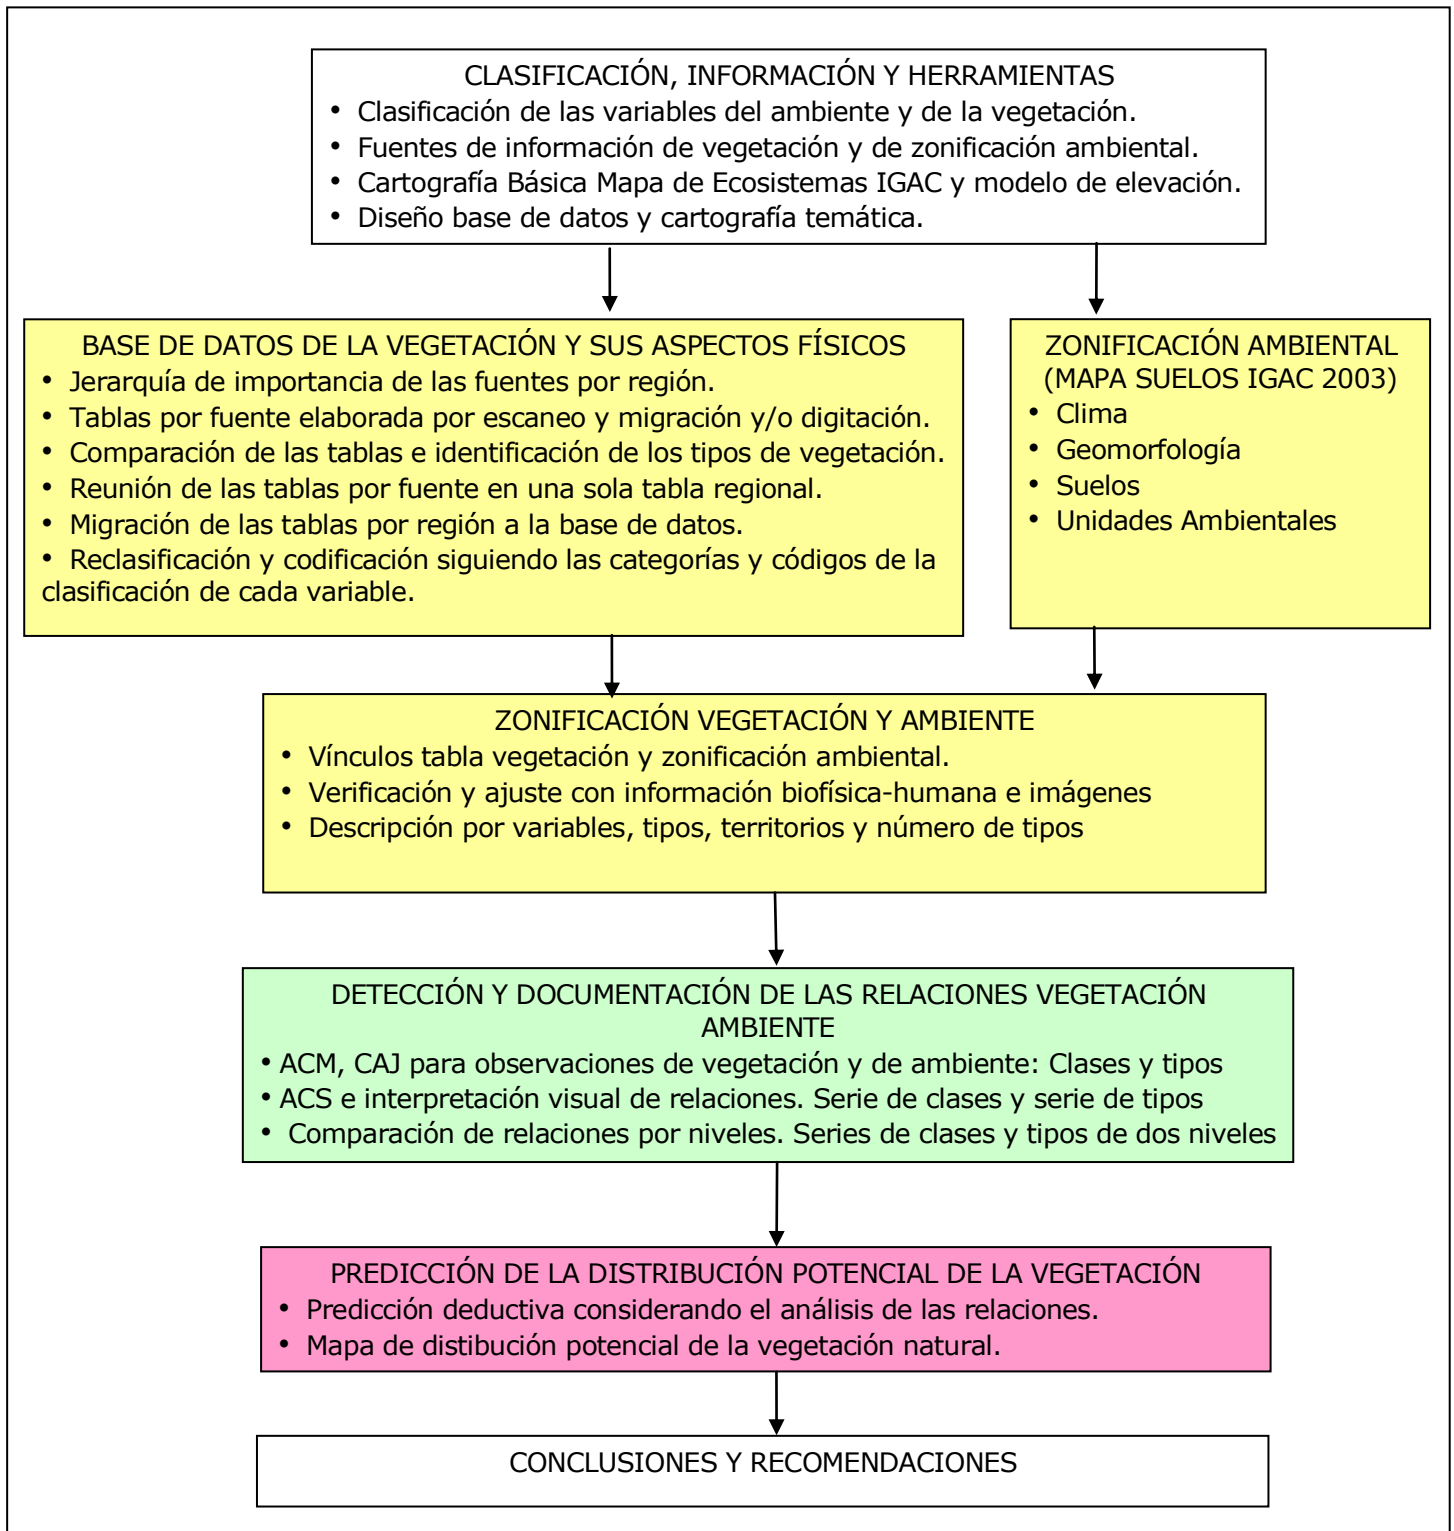 CLASIFICACIÓN, INFORMACIÓN Y HERRAMIENTAS
• Clasificación de las variables del ambiente y de la vegetación.
• Fuentes de información de vegetación y de zonificación ambiental.
• Cartografía Básica Mapa de Ecosistemas IGAC y modelo de elevación.
• Diseño base de datos y cartografía temática.
BASE DE DATOS DE LA VEGETACIÓN Y SUS ASPECTOS FÍSICOS
• Jerarquía de importancia de las fuentes por región.
• Tablas por fuente elaborada por escaneo y migración y/o digitación.
• Comparación de las tablas e identificación de los tipos de vegetación.
• Reunión de las tablas por fuente en una sola tabla regional.
• Migración de las tablas por región a la base de datos.
• Reclasificación y codificación siguiendo las categorías y códigos de la
clasificación de cada variable.
ZONIFICACIÓN AMBIENTAL
(MAPA SUELOS IGAC 2003)
• Clima
• Geomorfología
• Suelos
• Unidades Ambientales
ZONIFICACIÓN VEGETACIÓN Y AMBIENTE
• Vínculos tabla vegetación y zonificación ambiental.
• Verificación y ajuste con información biofísica-humana e imágenes
• Descripción por variables, tipos, territorios y número de tipos
DETECCIÓN Y DOCUMENTACIÓN DE LAS RELACIONES VEGETACIÓN
AMBIENTE
• ACM, CAJ para observaciones de vegetación y de ambiente: Clases y tipos
• ACS e interpretación visual de relaciones. Serie de clases y serie de tipos
• Comparación de relaciones por niveles. Series de clases y tipos de dos niveles
PREDICCIÓN DE LA DISTRIBUCIÓN POTENCIAL DE LA VEGETACIÓN
• Predicción deductiva considerando el análisis de las relaciones.
• Mapa de distibución potencial de la vegetación natural.
CONCLUSIONES Y RECOMENDACIONES